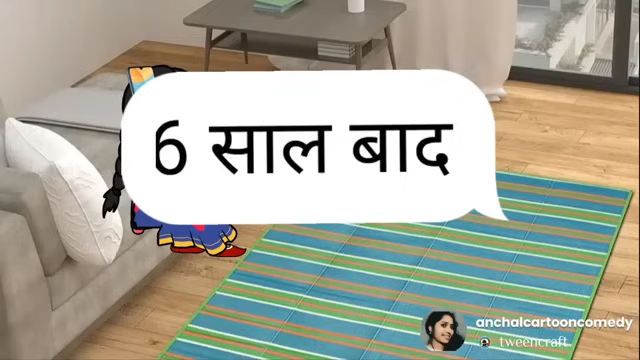 6 साल बाद
anchalcartooncomedy
tweencraft